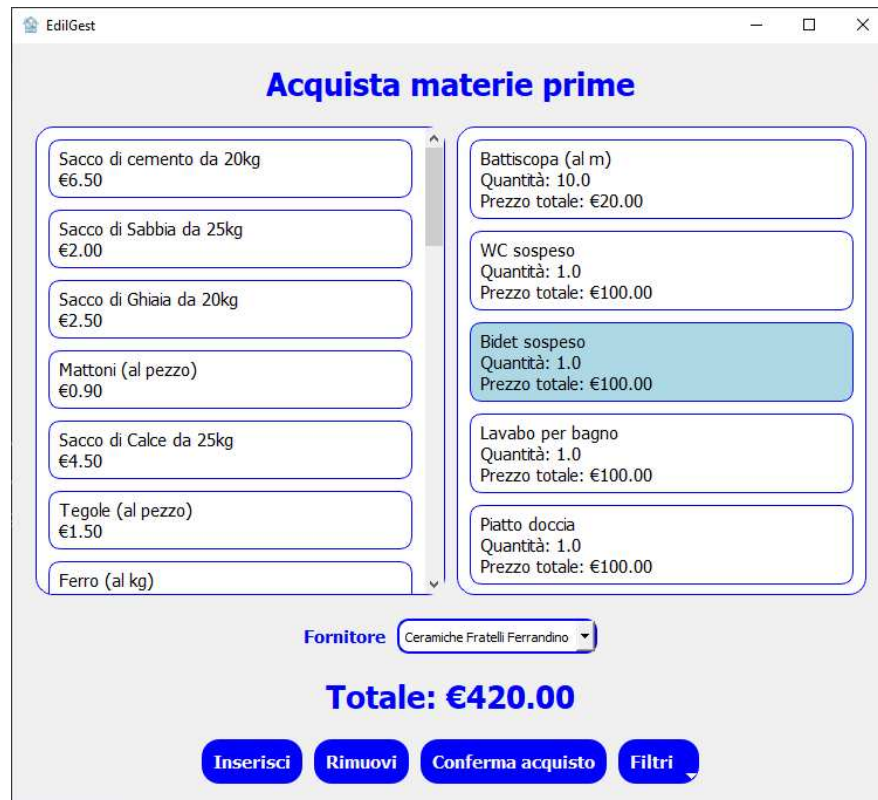 EdilGest
Acquista materie prime
Sacco di cemento da 20kg
€6.50
Sacco di Sabbia da 25kg
€2.00
Sacco di Ghiaia da 20kg
€2.50
Mattoni (al pezzo)
€0.90
Sacco di Calce da 25kg
€4.50
Tegole (al pezzo)
€1.50
Ferro (al kg)
Battiscopa (al m)
Quantità: 10.0
Prezzo totale: €20.00
WC sospeso
Quantità: 1.0
Prezzo totale: €100.00
Bidet sospeso
Quantità: 1.0
Prezzo totale: €100.00
Lavabo per bagno
Quantità: 1.0
Prezzo totale: €100.00
Piatto doccia
Quantità: 1.0
Prezzo totale: €100.00
Fornitore Ceramiche Fratelli Ferrandino
Totale: €420.00
Inserisci Rimuovi Conferma acquisto Filtri